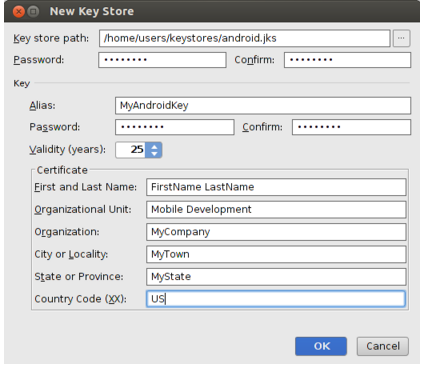 New Key Store
Key store path: /home/users/keystores/android.jks ...
Password: •••••••• Confirm: ••••••••
Key
Alias: MyAndroidKey
Password: •••••••• Confirm: ••••••••
Validity (years): 25
Certificate
First and Last Name: FirstName LastName
Organizational Unit: Mobile Development
Organization: MyCompany
City or Locality: MyTown
State or Province: MyState
Country Code (XX): US
OK Cancel